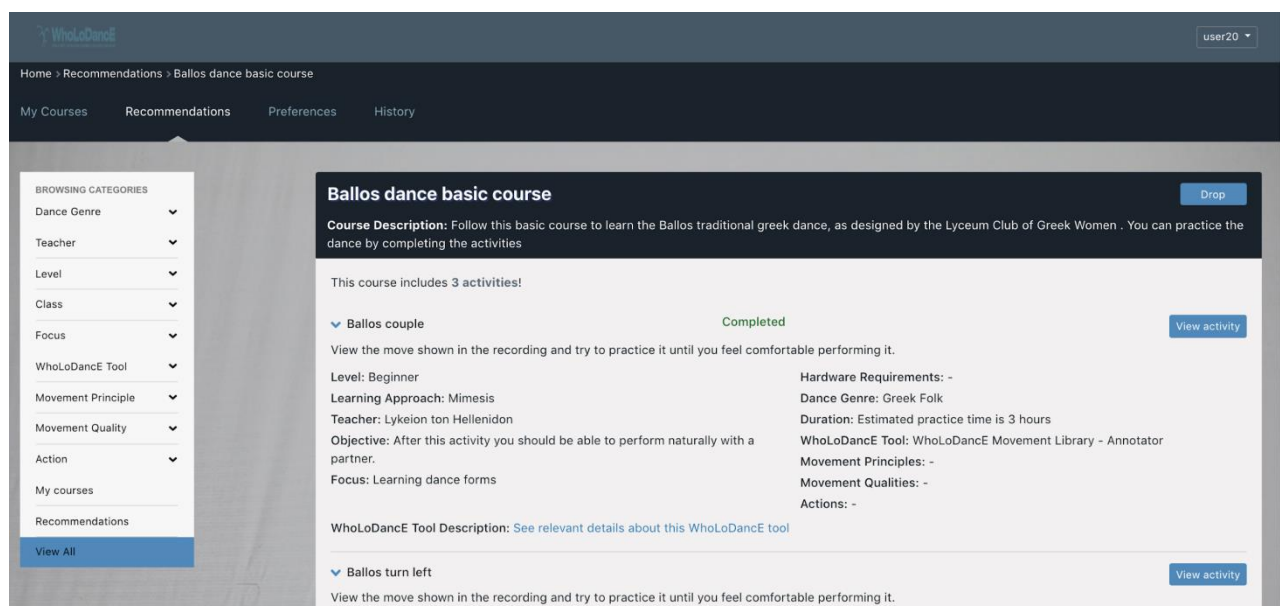 WhoLoDancE
user20
Home > Recommendations > Ballos dance basic course
My Courses Recommendations Preferences History
BROWSING CATEGORIES
Dance Genre
Teacher
Level
Class
Focus
WhoLoDancE Tool
Movement Principle
Movement Quality
Action
My courses
Recommendations
View All
Ballos dance basic course
Drop
Course Description: Follow this basic course to learn the Ballos traditional greek dance, as designed by the Lyceum Club of Greek Women . You can practice the
dance by completing the activities
This course includes 3 activities!
Ballos couple
Completed
View activity
View the move shown in the recording and try to practice it until you feel comfortable performing it.
Level: Beginner
Learning Approach: Mimesis
Teacher: Lykeion ton Hellenidon
Objective: After this activity you should be able to perform naturally with a
partner.
Focus: Learning dance forms
Hardware Requirements: -
Dance Genre: Greek Folk
Duration: Estimated practice time is 3 hours
WhoLoDancE Tool: WhoLoDancE Movement Library - Annotator
Movement Principles: -
Movement Qualities: -
Actions: -
WhoLoDancE Tool Description: See relevant details about this WhoLoDancE tool
Ballos turn left
View activity
View the move shown in the recording and try to practice it until you feel comfortable performing it.